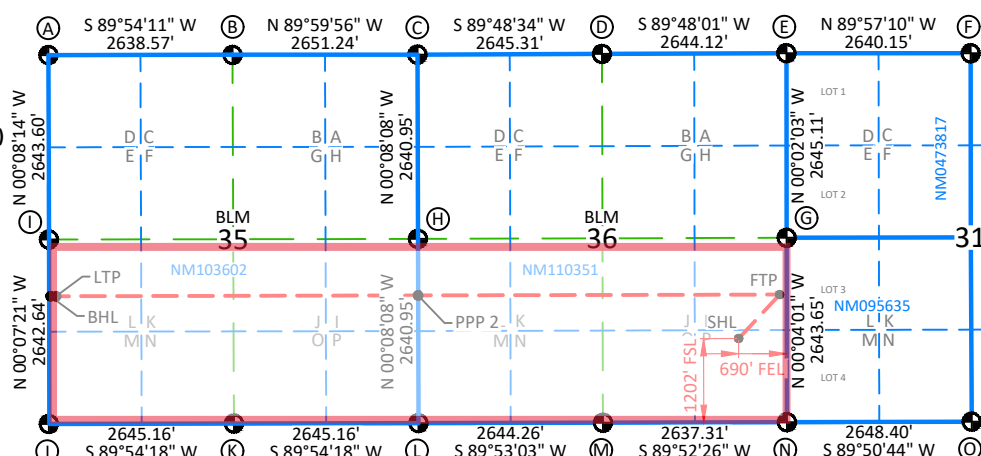 S 89°54'11" W
2638.57'
N 89°59'56" W
2651.24'
S 89°48'34" W
2645.31'
S 89°48'01" W
2644.12'
N 89°57'10" W
2640.15'
A
B
C
D
E
F
N 00°08'14" W
2643.60'
N 00°08'08" W
2640.95'
N 00°02'03" W
2645.11'
LOT 1
D C
E F
B A
G H
D C
E F
B A
G H
D C
E F
NM0473817
LOT 2
I
BLM
35
H
BLM
36
G
31
NM103602
NM110351
LTP
BHL
PPP 2
FTP
SHL
LOT 3
NM095635
N 00°07'21" W
2642.64'
N 00°08'08" W
2640.95'
N 00°04'01" W
2643.65'
L K
M N
J I
O P
K
M N
J I
P
L K
M N
1202' FSL
690' FEL
LOT 4
J
K
L
M
N
O
2645.16'
S 89°54'18" W
2645.16'
S 89°54'18" W
2644.26'
S 89°53'03" W
2637.31'
S 89°52'26" W
2648.40'
S 89°50'44" W